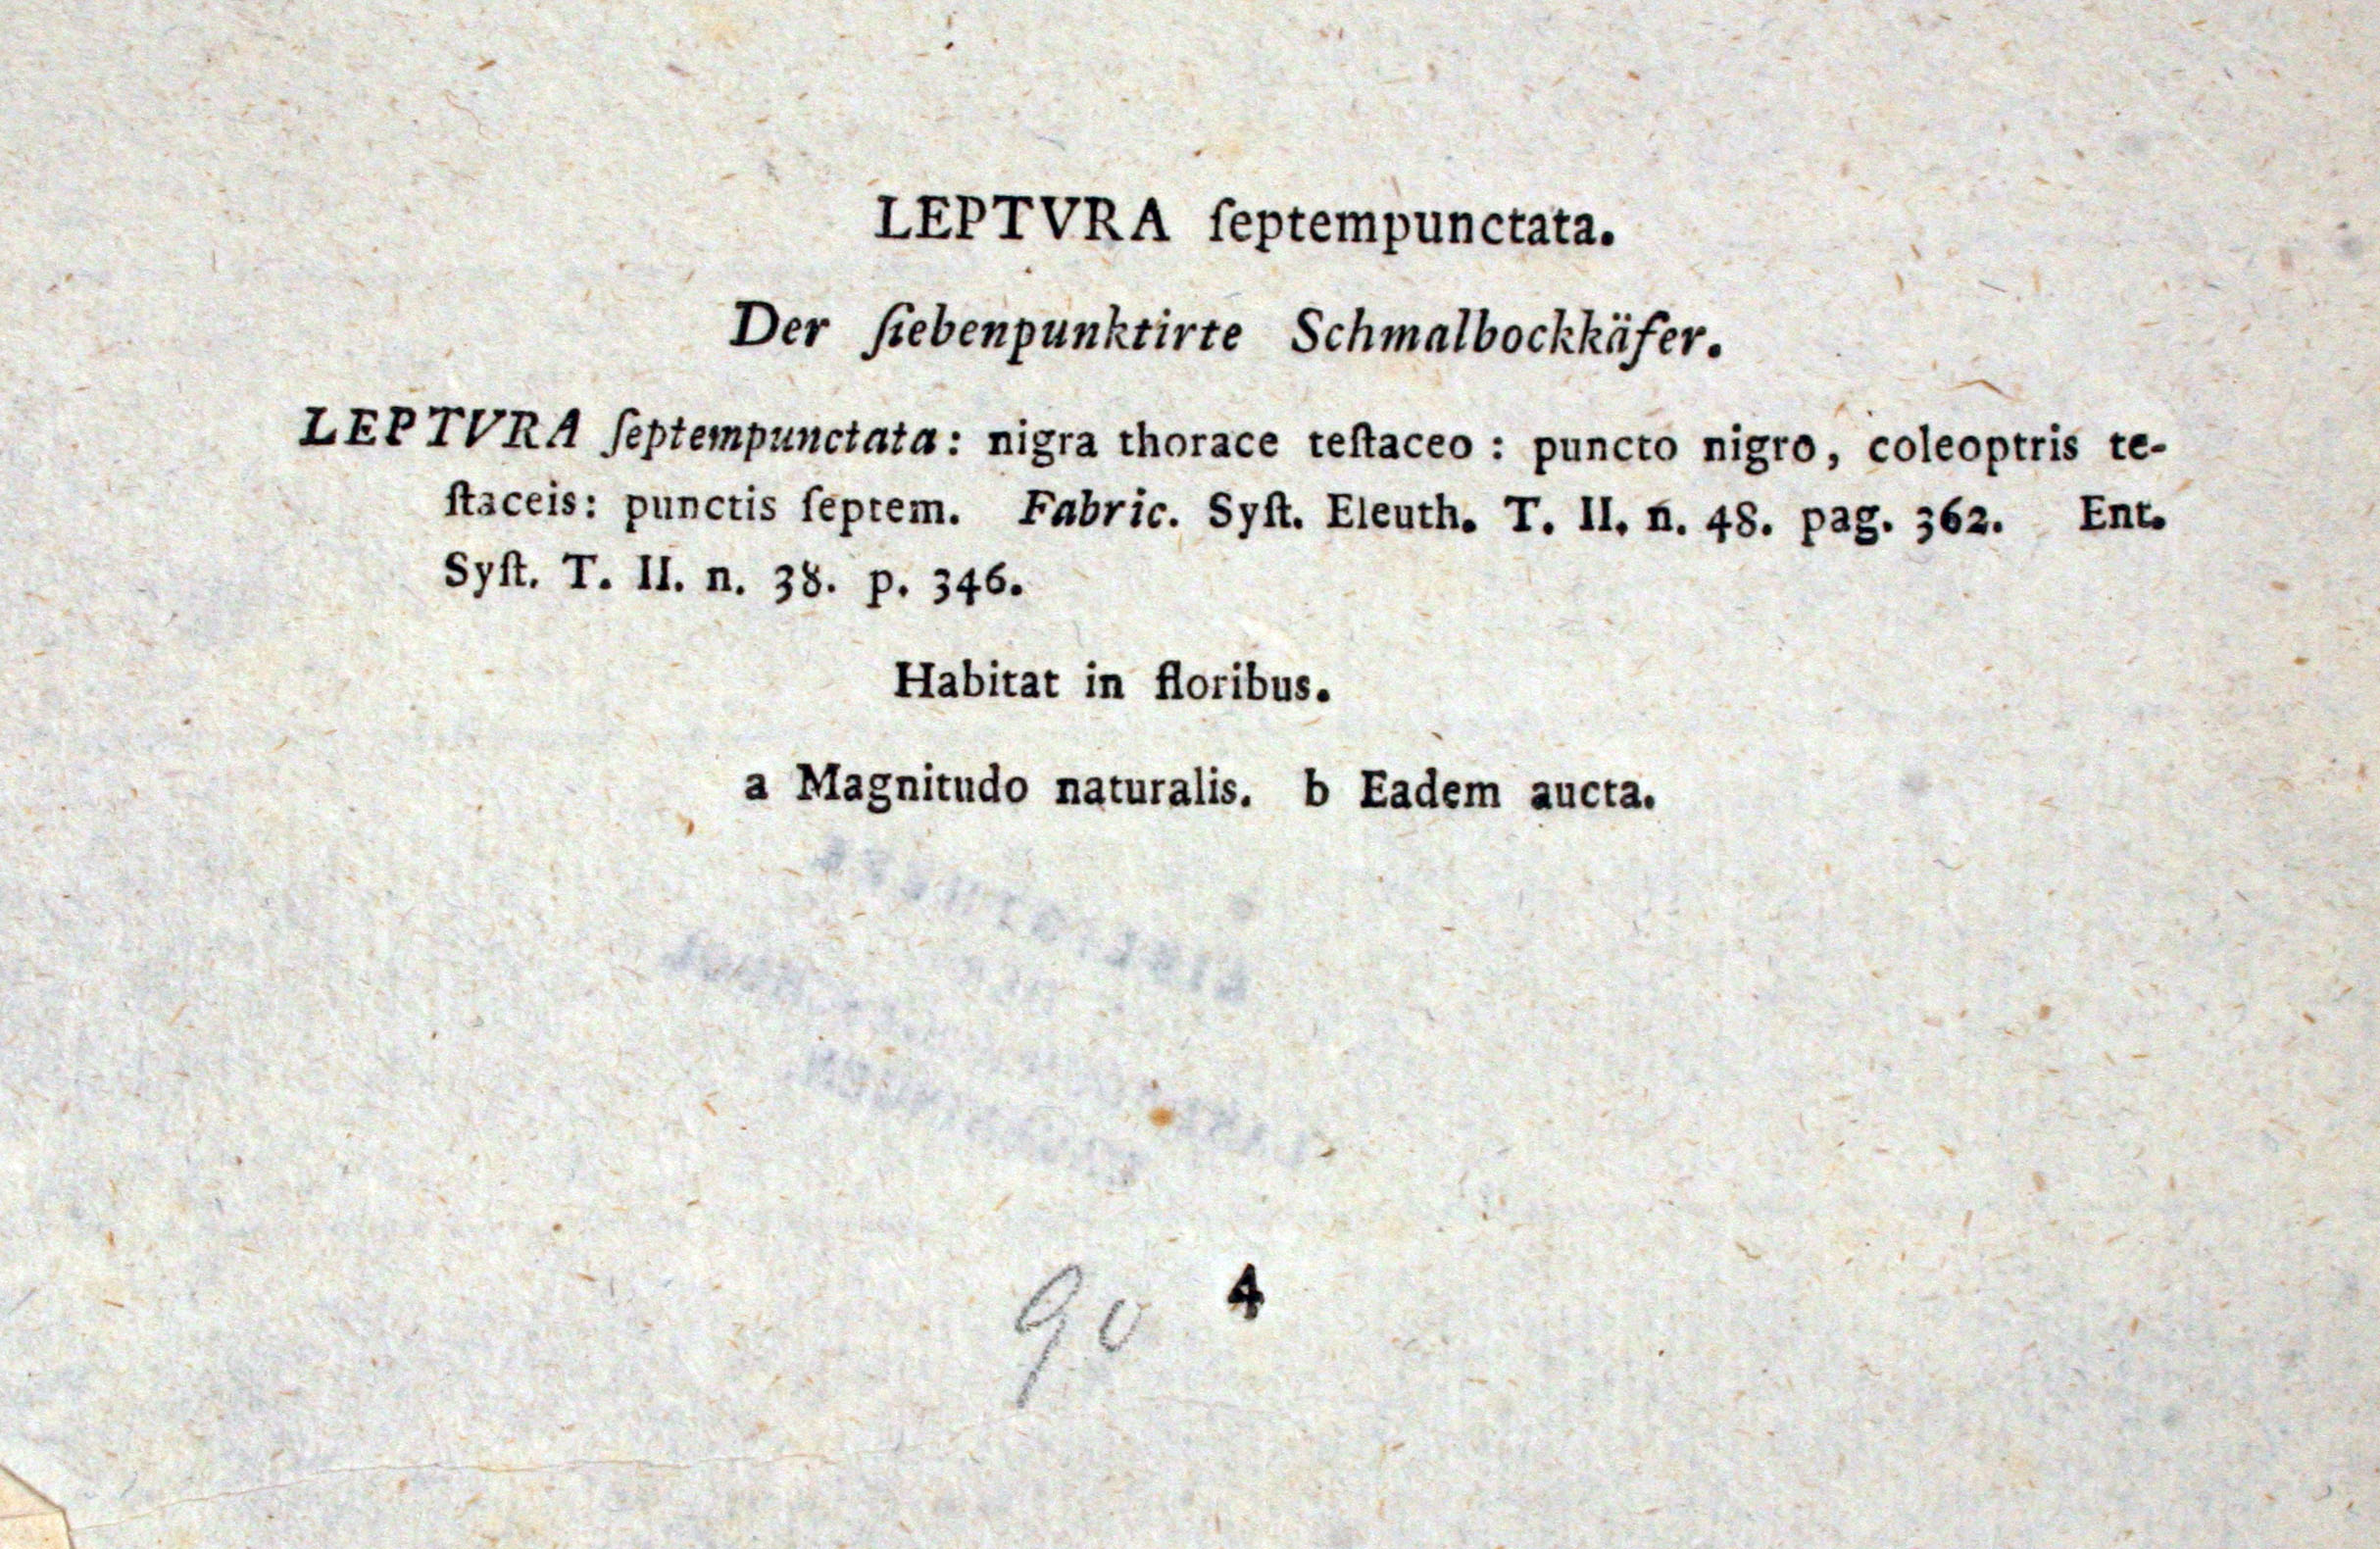 LEPTVRA ſeptempunctata.
Der ſiebenpunktirte Schmalbockkäfer.
LEPTVRA ſeptempunctata: nigra thorace teſtaceo : puncto nigro, coleoptris te-
ſtaceis: punctis ſeptem. Fabric. Syſt. Eleuth. T. II. n. 48. pag. 362. Ent.
Syſt. T. II. n. 38. p. 346.
Habitat in floribus.
a Magnitudo naturalis. b Eadem aucta.
90 4